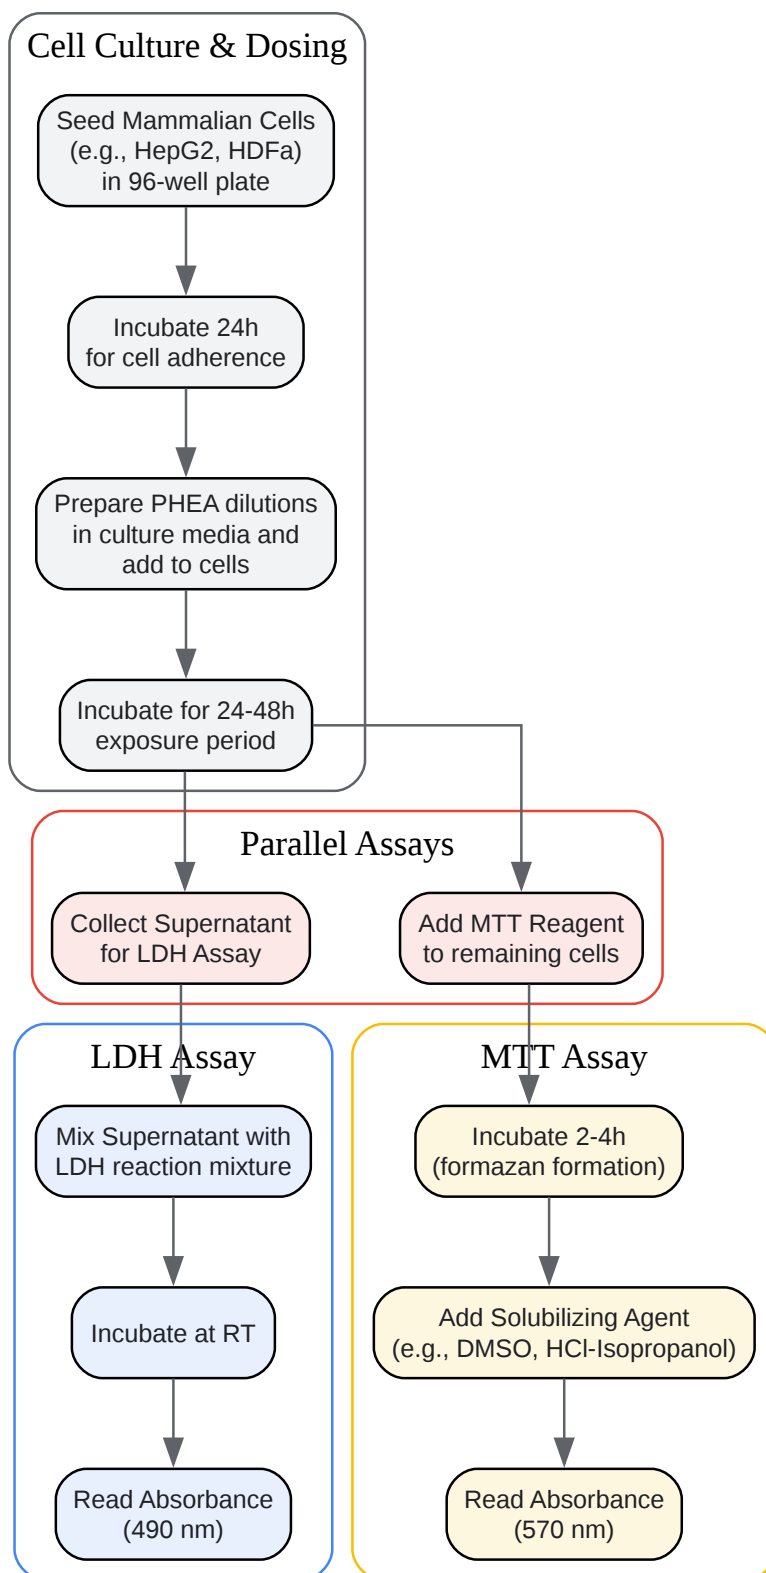 Cell Culture & Dosing
Seed Mammalian Cells
(e.g., HepG2, HDFa)
in 96-well plate
Incubate 24h
for cell adherence
Prepare PHEA dilutions
in culture media and
add to cells
Incubate for 24-48h
exposure period
Parallel Assays
Collect Supernatant
for LDH Assay
Add MTT Reagent
to remaining cells
LDH Assay
Mix Supernatant with
LDH reaction mixture
Incubate at RT
Read Absorbance
(490 nm)
MTT Assay
Incubate 2-4h
(formazan formation)
Add Solubilizing Agent
(e.g., DMSO, HCl-Isopropanol)
Read Absorbance
(570 nm)